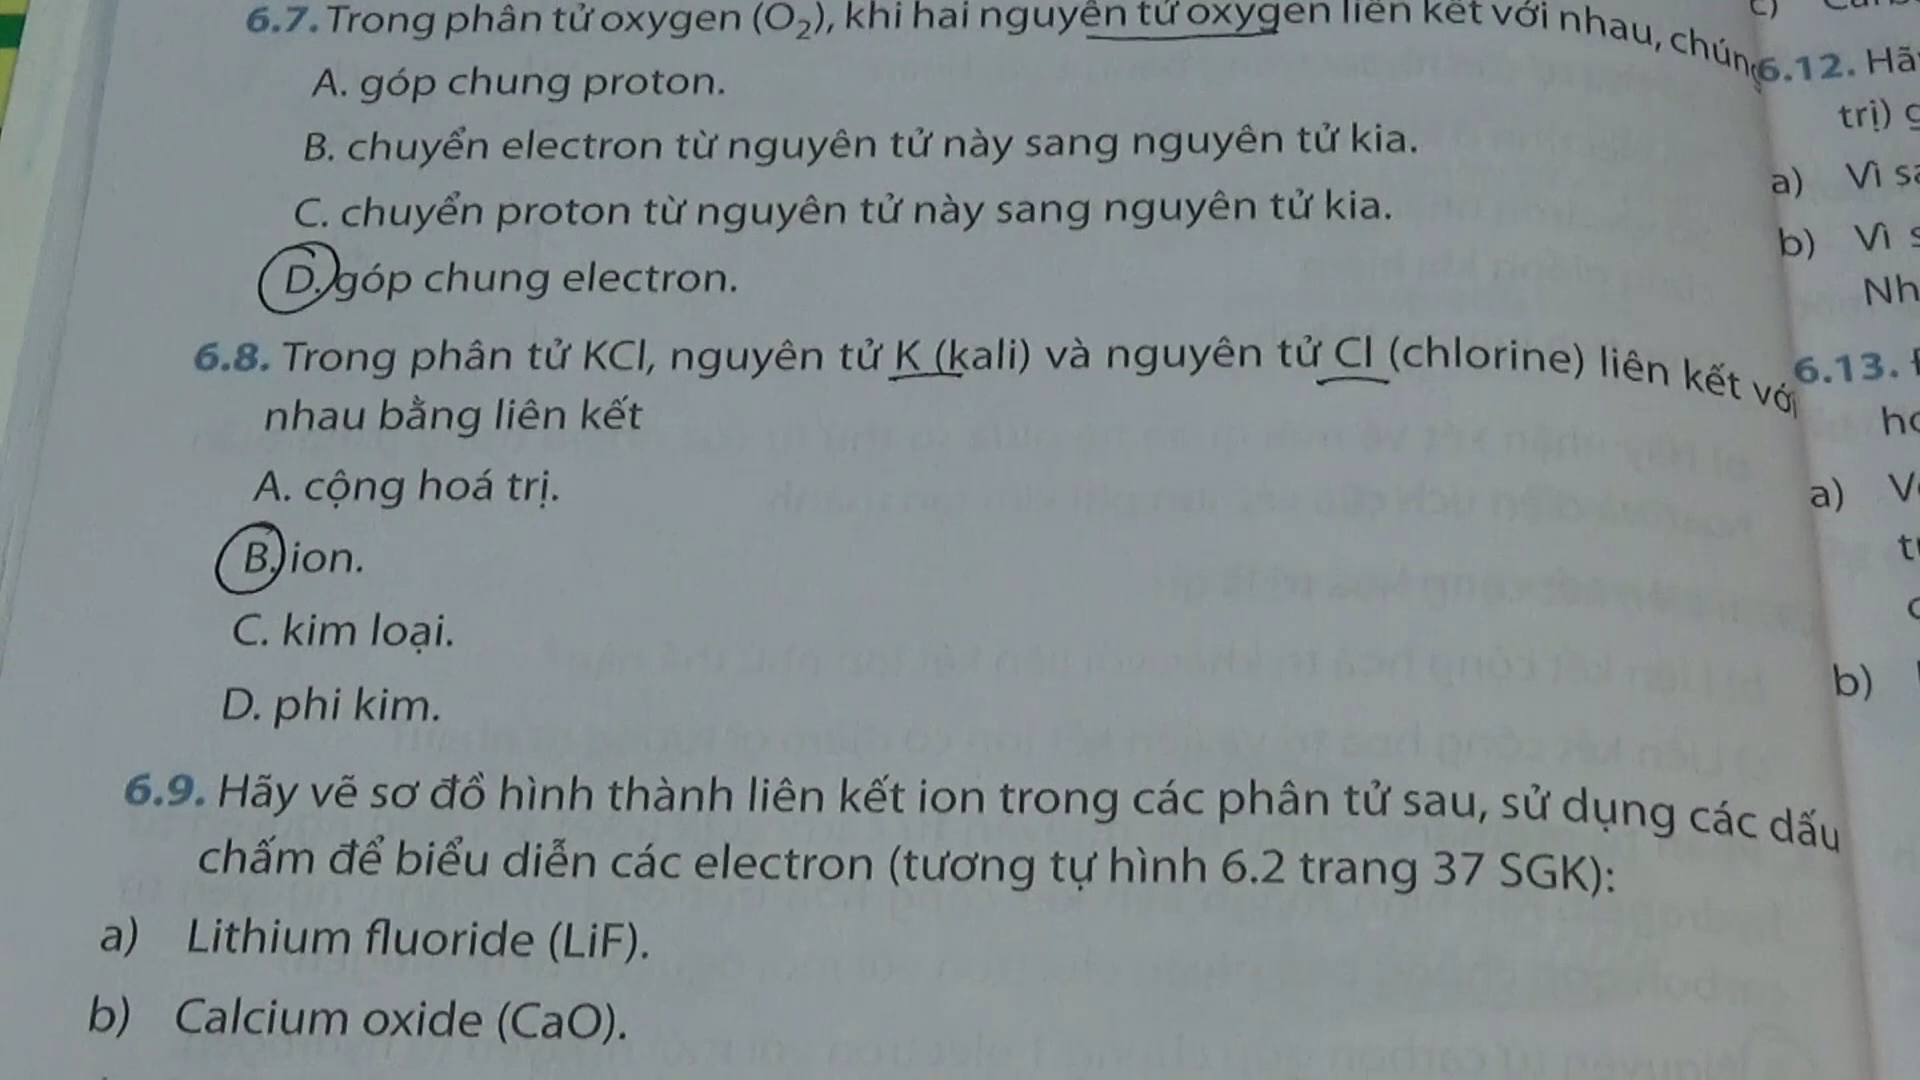 6.7. Trong phân tử oxygen (O₂), khi hai nguyên tử oxygen liên kết với nhau, chúng
A. góp chung proton.
B. chuyển electron từ nguyên tử này sang nguyên tử kia.
C. chuyển proton từ nguyên tử này sang nguyên tử kia.
D. góp chung electron.
6.8. Trong phân tử KCl, nguyên tử K (kali) và nguyên tử Cl (chlorine) liên kết với
nhau bằng liên kết
A. cộng hoá trị.
B. ion.
C. kim loại.
D. phi kim.
6.9. Hãy vẽ sơ đồ hình thành liên kết ion trong các phân tử sau, sử dụng các dấu
chấm để biểu diễn các electron (tương tự hình 6.2 trang 37 SGK):
a) Lithium fluoride (LiF).
b) Calcium oxide (CaO).
c)
6.12.
trị)
a) Vì
b) Vì
6.13.
a)
b)